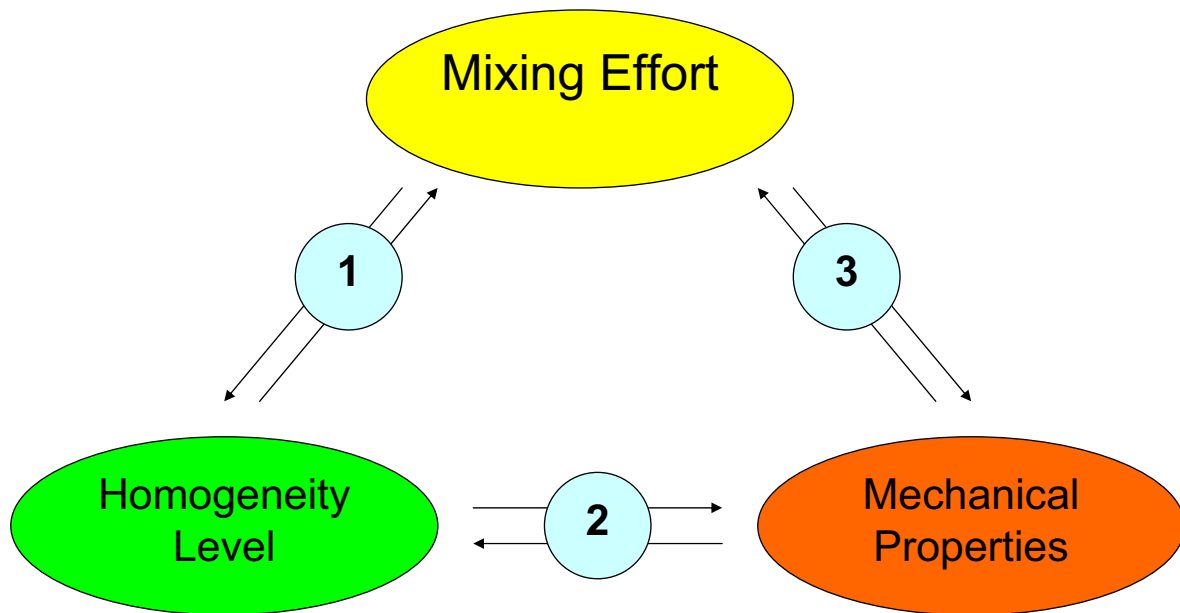 Mixing Effort
1
3
Homogeneity
Level
2
Mechanical
Properties